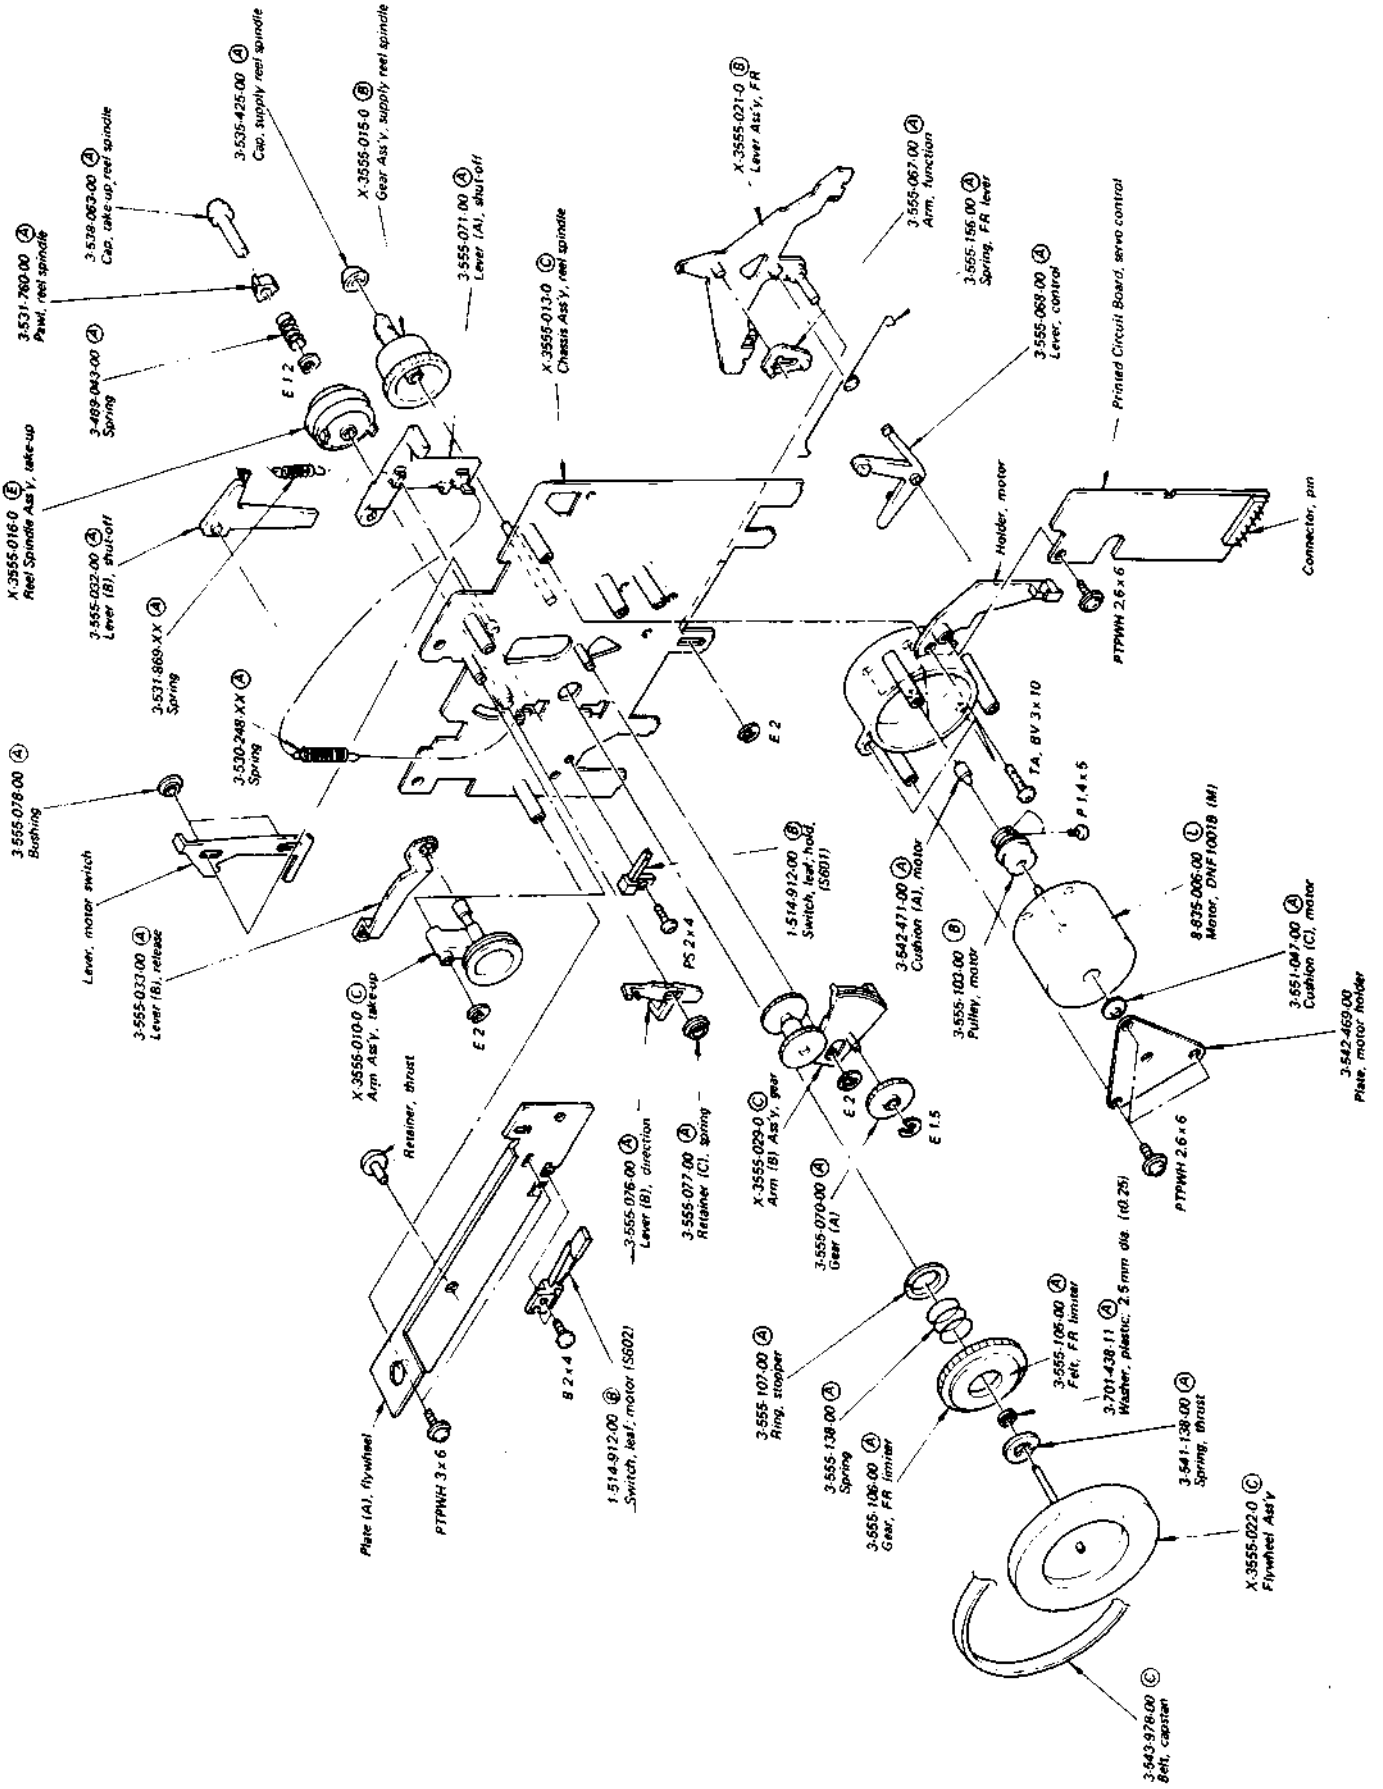 X-3555-016-0 (E)
Reel Spindle Ass'y, take-up
3-531-760-00 (A)
Pawl, reel spindle
3-538-063-00 (A)
Cap, take-up reel spindle
3-535-425-00 (A)
Cap, supply reel spindle
X-3555-015-0 (B)
Gear Ass'y, supply reel spindle
3-489-043-00 (A)
Spring
E 1.2
3-555-071-00 (A)
Lever (A), shut-off
3-555-032-00 (A)
Lever (B), shut-off
3-531-869-XX (A)
Spring
3-530-248-XX (A)
Spring
X-3555-013-0 (C)
Chassis Ass'y, reel spindle
X-3555-021-0 (B)
Lever Ass'y, FR
3-555-067-00 (A)
Arm, function
3-555-156-00 (A)
Spring, FR lever
3-555-068-00 (A)
Lever, control
Printed Circuit Board, servo control
Holder, motor
Connector, pin
PTPWH 2.6 x 6
3-555-078-00 (A)
Bushing
Lever, motor switch
3-555-033-00 (A)
Lever (B), release
X-3555-010-0 (C)
Arm Ass'y, take-up
E 2
Retainer, thrust
E 2
TA, BV 3 x 10
P 1.4 x 5
1-514-912-00 (B)
Switch, leaf; hold,
(S601)
PS 2 x 4
3-542-471-00 (A)
Cushion (A), motor
3-555-103-00 (B)
Pulley, motor
8-835-006-00 (L)
Motor, DNF1001B (M)
3-551-047-00 (A)
Cushion (C), motor
3-542-469-00
Plate, motor holder
PTPWH 2.6 x 6
3-555-076-00 (A)
Lever (B), direction
3-555-077-00 (A)
Retainer (C), spring
X-3555-029-0 (C)
Arm (B) Ass'y, gear
E 2
E 1.5
3-555-070-00 (A)
Gear (A)
Plate (A), flywheel
PTPWH 3 x 6
B 2 x 4
1-514-912-00 (B)
Switch, leaf; motor (S602)
3-555-107-00 (A)
Ring, stopper
3-555-138-00 (A)
Spring
3-555-106-00 (A)
Gear, FR limiter
3-555-105-00 (A)
Felt, FR limiter
3-701-438-11 (A)
Washer, plastic; 2.5 mm dia. (t0.25)
3-541-138-00 (A)
Spring, thrust
X-3555-022-0 (C)
Flywheel Ass'y
3-543-978-00 (C)
Belt, capstan